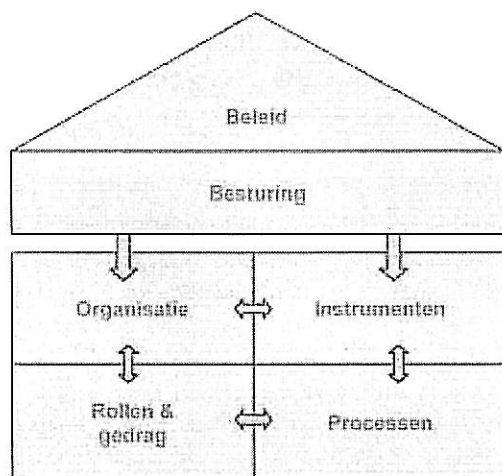 Beleid
Besturing
Organisatie
Instrumenten
Rollen &
gedrag
Processen